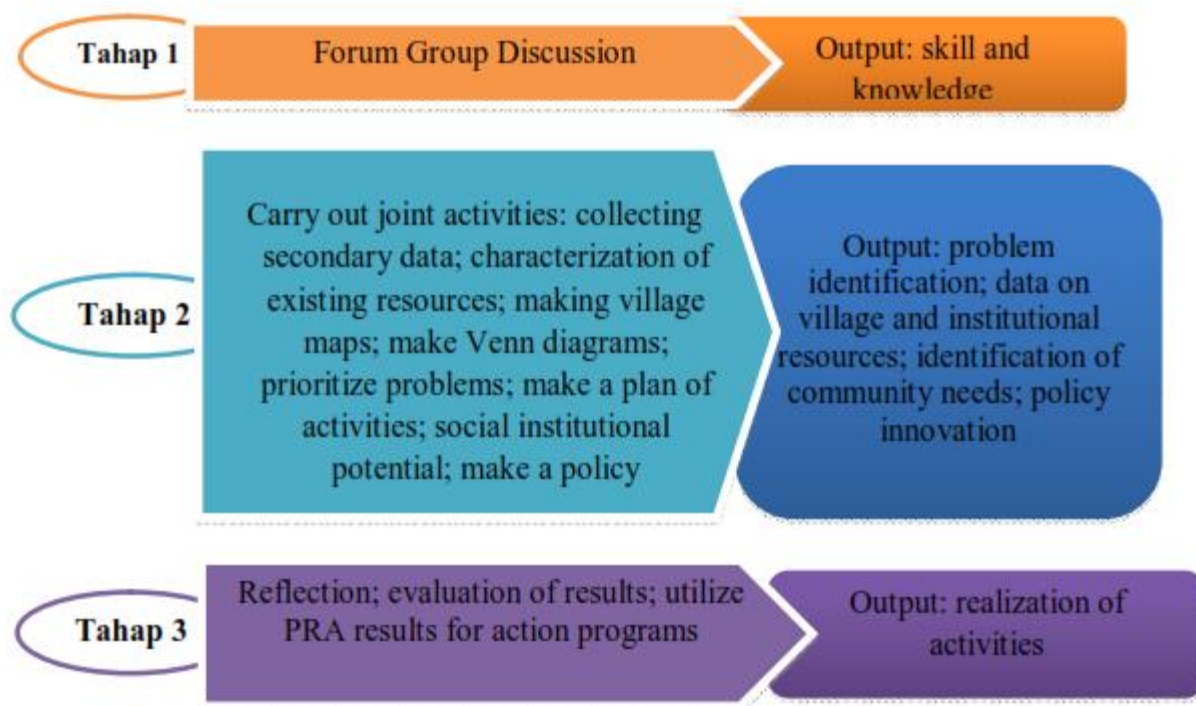 Tahap 1
Forum Group Discussion
Output: skill and
knowledge
Tahap 2
Carry out joint activities: collecting
secondary data; characterization of
existing resources; making village
maps; make Venn diagrams;
prioritize problems; make a plan of
activities; social institutional
potential; make a policy
Output: problem
identification; data on
village and institutional
resources; identification of
community needs; policy
innovation
Tahap 3
Reflection; evaluation of results; utilize
PRA results for action programs
Output: realization of
activities